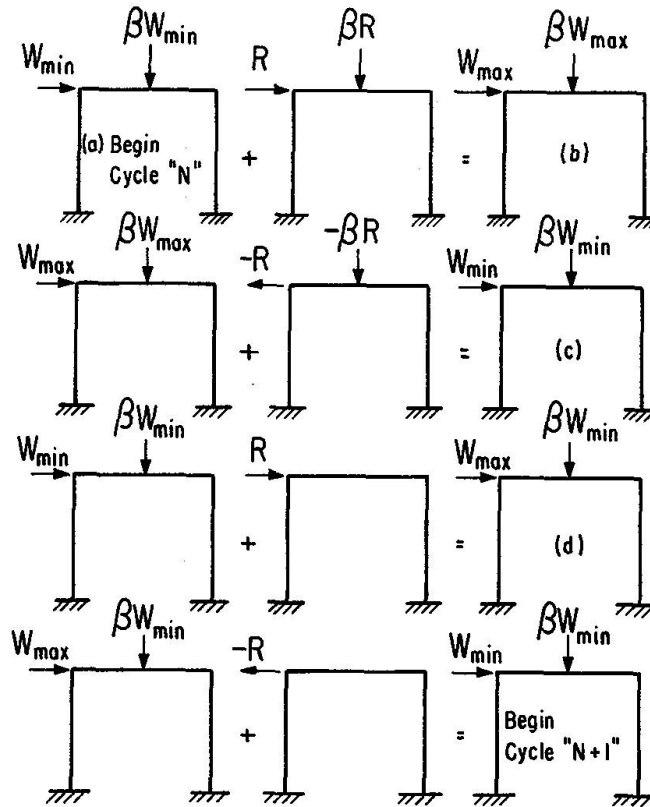 βW_min βR βW_max
W_min R W_max
(a) Begin + = (b)
Cycle "N"
βW_max -βR βW_min
W_max -R W_min
+ = (c)
βW_min βW_min
W_min R W_max
+ = (d)
βW_min βW_min
W_max -R W_min
+ = Begin
Cycle "N+1"